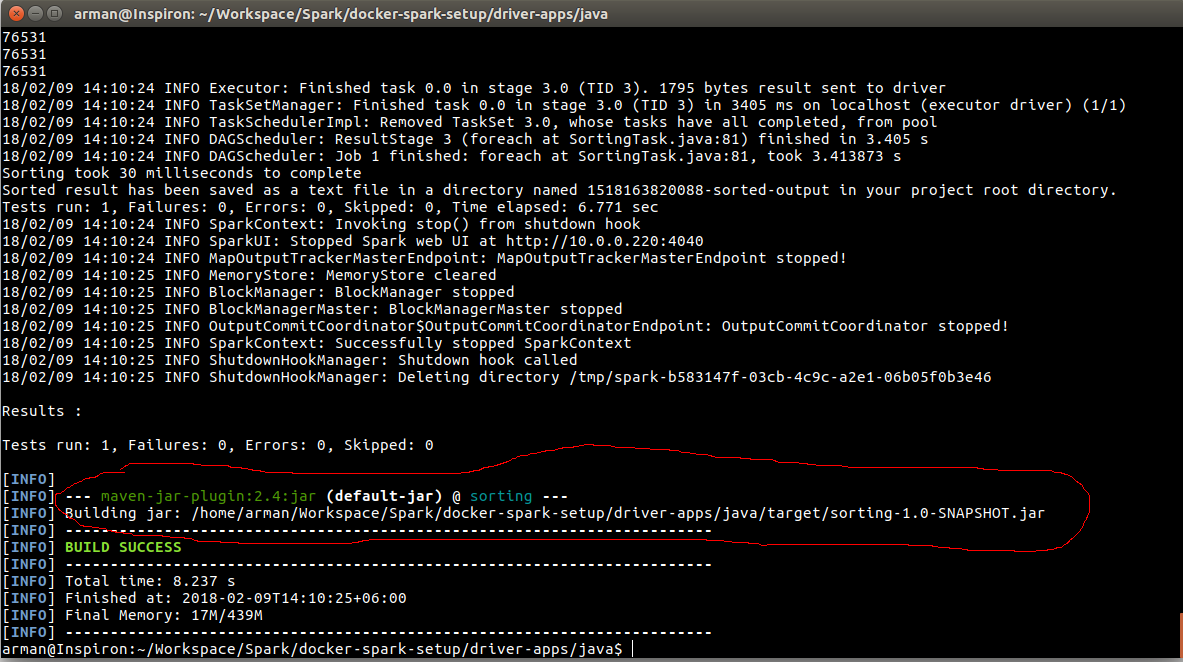 arman@Inspiron: ~/Workspace/Spark/docker-spark-setup/driver-apps/java
76531
76531
76531
18/02/09 14:10:24 INFO Executor: Finished task 0.0 in stage 3.0 (TID 3). 1795 bytes result sent to driver
18/02/09 14:10:24 INFO TaskSetManager: Finished task 0.0 in stage 3.0 (TID 3) in 3405 ms on localhost (executor driver) (1/1)
18/02/09 14:10:24 INFO TaskSchedulerImpl: Removed TaskSet 3.0, whose tasks have all completed, from pool
18/02/09 14:10:24 INFO DAGScheduler: ResultStage 3 (foreach at SortingTask.java:81) finished in 3.405 s
18/02/09 14:10:24 INFO DAGScheduler: Job 1 finished: foreach at SortingTask.java:81, took 3.413873 s
Sorting took 30 milliseconds to complete
Sorted result has been saved as a text file in a directory named 1518163820088-sorted-output in your project root directory.
Tests run: 1, Failures: 0, Errors: 0, Skipped: 0, Time elapsed: 6.771 sec
18/02/09 14:10:24 INFO SparkContext: Invoking stop() from shutdown hook
18/02/09 14:10:24 INFO SparkUI: Stopped Spark web UI at http://10.0.0.220:4040
18/02/09 14:10:24 INFO MapOutputTrackerMasterEndpoint: MapOutputTrackerMasterEndpoint stopped!
18/02/09 14:10:25 INFO MemoryStore: MemoryStore cleared
18/02/09 14:10:25 INFO BlockManager: BlockManager stopped
18/02/09 14:10:25 INFO BlockManagerMaster: BlockManagerMaster stopped
18/02/09 14:10:25 INFO OutputCommitCoordinator$OutputCommitCoordinatorEndpoint: OutputCommitCoordinator stopped!
18/02/09 14:10:25 INFO SparkContext: Successfully stopped SparkContext
18/02/09 14:10:25 INFO ShutdownHookManager: Shutdown hook called
18/02/09 14:10:25 INFO ShutdownHookManager: Deleting directory /tmp/spark-b583147f-03cb-4c9c-a2e1-06b05f0b3e46
Results :
Tests run: 1, Failures: 0, Errors: 0, Skipped: 0
[INFO]
[INFO] --- maven-jar-plugin:2.4:jar (default-jar) @ sorting ---
[INFO] Building jar: /home/arman/Workspace/Spark/docker-spark-setup/driver-apps/java/target/sorting-1.0-SNAPSHOT.jar
[INFO] ------------------------------------------------------------------------
[INFO] BUILD SUCCESS
[INFO] ------------------------------------------------------------------------
[INFO] Total time: 8.237 s
[INFO] Finished at: 2018-02-09T14:10:25+06:00
[INFO] Final Memory: 17M/439M
[INFO] ------------------------------------------------------------------------
arman@Inspiron:~/Workspace/Spark/docker-spark-setup/driver-apps/java$